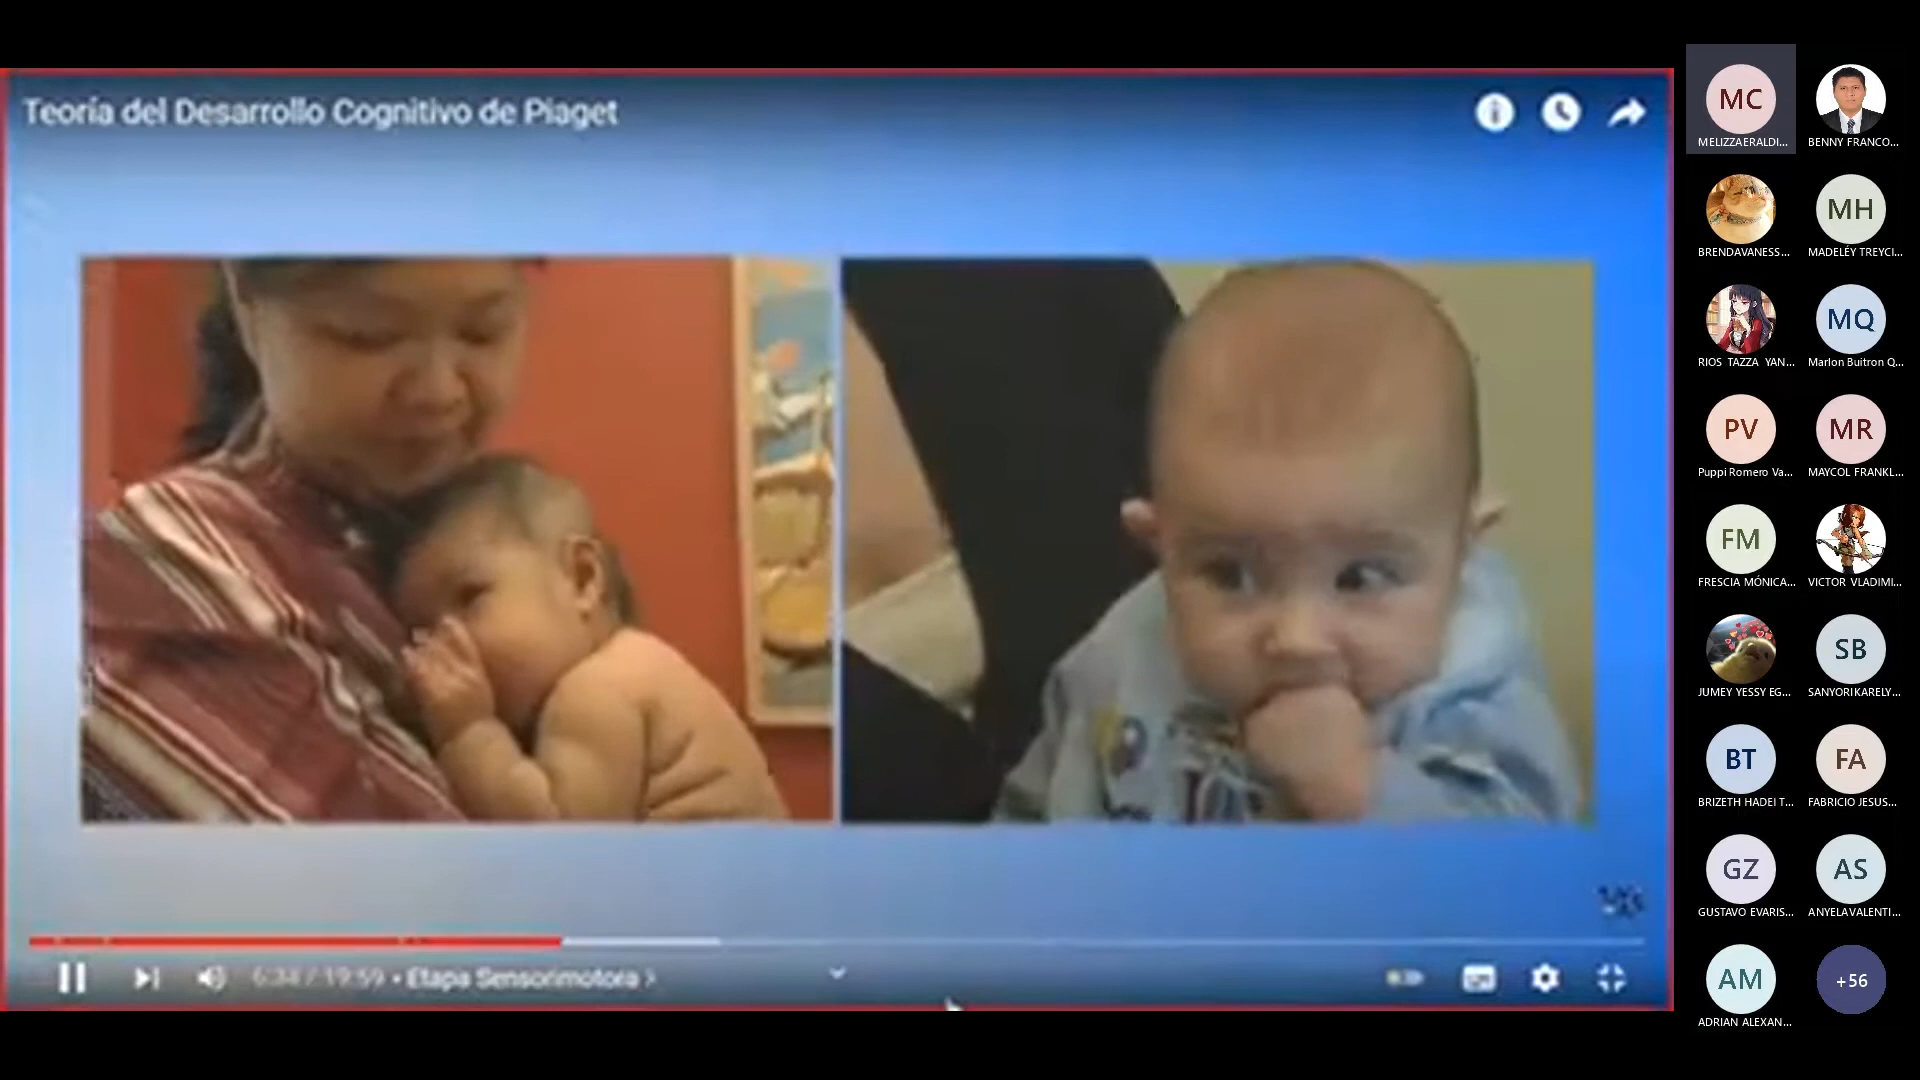 Teoría del Desarrollo Cognitivo de Piaget
6:34 / 19:59 • Etapa Sensorimotora >
MC
MELIZZAERALDI...
BENNY FRANCO...
BRENDAVANESS...
MH
MADELÉY TREYCI...
RIOS TAZZA YAN...
MQ
Marlon Buitron Q...
PV
Puppi Romero Va...
MR
MAYCOL FRANKL...
FM
FRESCIA MÓNICA...
VICTOR VLADIMI...
JUMEY YESSY EG...
SB
SANYORIKARELY...
BT
BRIZETH HADEI T...
FA
FABRICIO JESUS...
GZ
GUSTAVO EVARIS...
AS
ANYELAVALENTI...
AM
ADRIAN ALEXAN...
+56